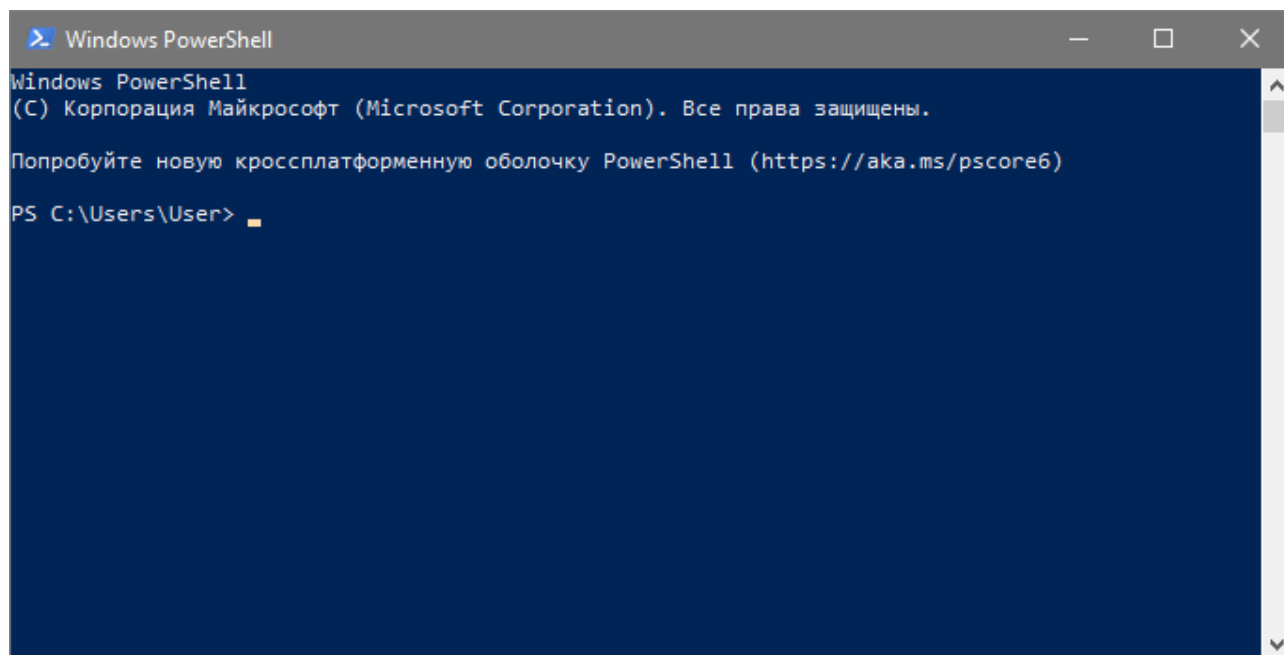 Windows PowerShell
Windows PowerShell
(C) Корпорация Майкрософт (Microsoft Corporation). Все права защищены.
Попробуйте новую кроссплатформенную оболочку PowerShell (https://aka.ms/pscore6)
PS C:\Users\User>